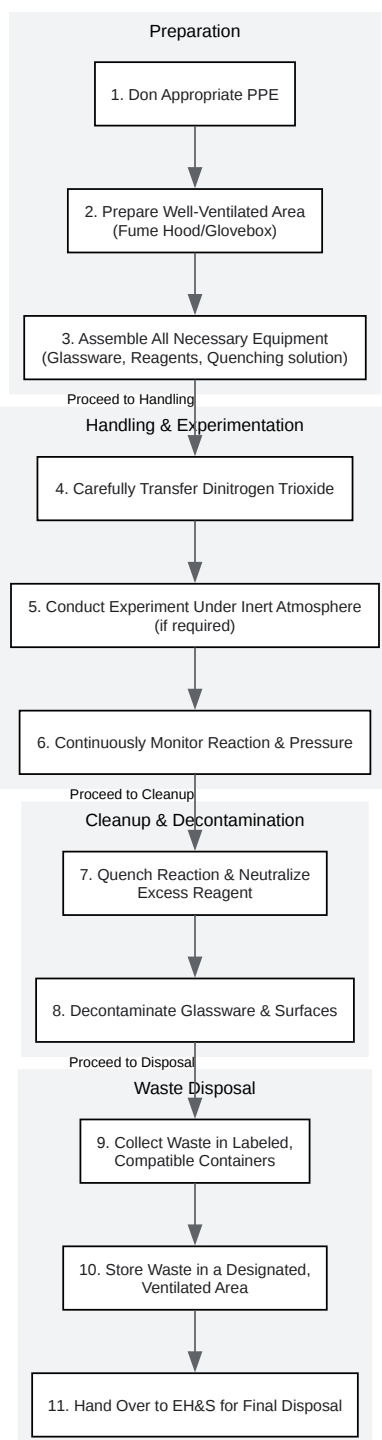 Preparation
1. Don Appropriate PPE
2. Prepare Well-Ventilated Area
(Fume Hood/Glovebox)
3. Assemble All Necessary Equipment
(Glassware, Reagents, Quenching solution)
Proceed to Handling
Handling & Experimentation
4. Carefully Transfer Dinitrogen Trioxide
5. Conduct Experiment Under Inert Atmosphere
(if required)
6. Continuously Monitor Reaction & Pressure
Proceed to Cleanup
Cleanup & Decontamination
7. Quench Reaction & Neutralize
Excess Reagent
8. Decontaminate Glassware & Surfaces
Proceed to Disposal
Waste Disposal
9. Collect Waste in Labeled,
Compatible Containers
10. Store Waste in a Designated,
Ventilated Area
11. Hand Over to EH&S for Final Disposal